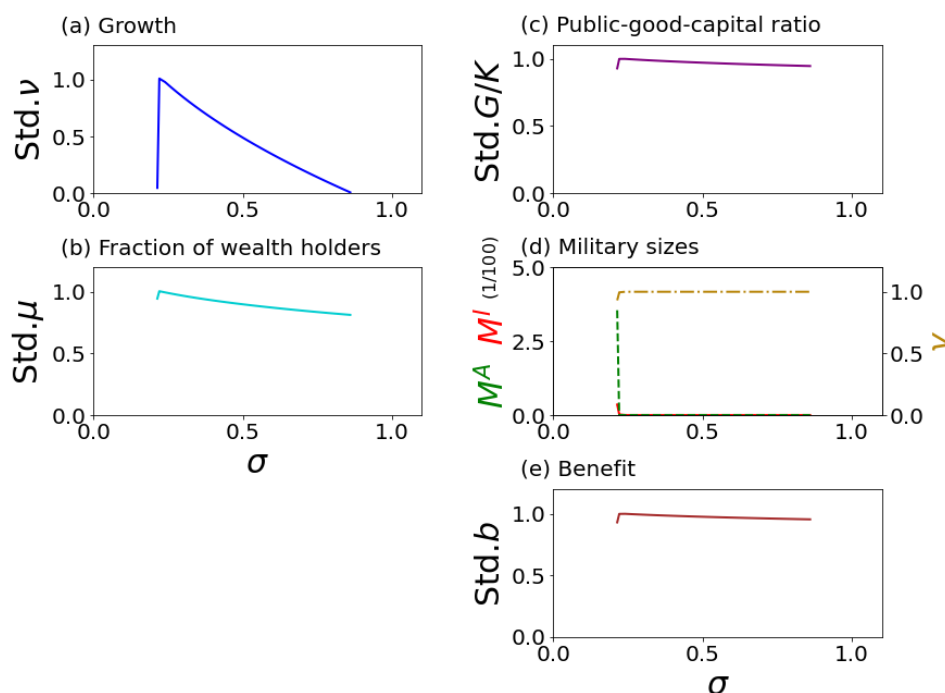 (a) Growth
Std.ν
1.0
0.5
0.0
0.0 0.5 1.0
(b) Fraction of wealth holders
Std.μ
1.0
0.5
0.0
0.0 0.5 1.0
σ
(c) Public-good-capital ratio
Std.G/K
1.0
0.5
0.0
0.0 0.5 1.0
(d) Military sizes
M^A M^I (1/100)
5.0
2.5
0.0
1.0
0.5
0.0
0.0 0.5 1.0
(e) Benefit
Std.b
1.0
0.5
0.0
0.0 0.5 1.0
σ